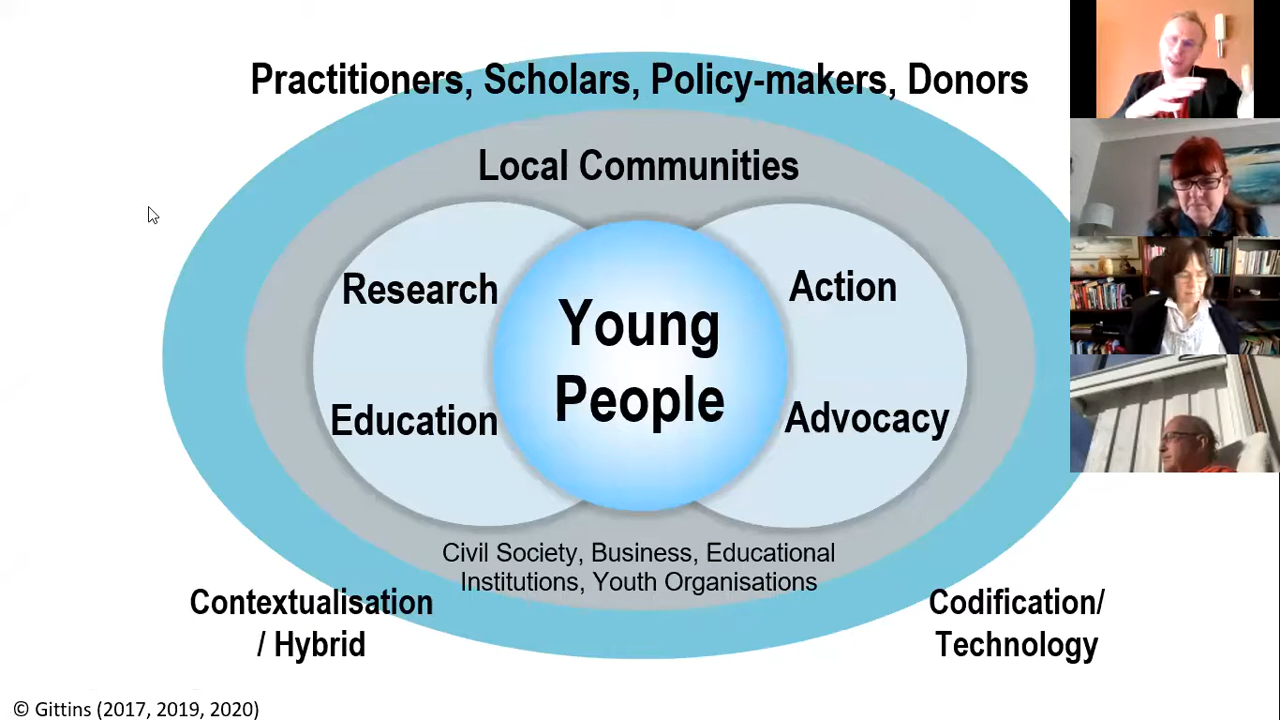 Practitioners, Scholars, Policy-makers, Donors
Local Communities
Research
Action
Young
People
Education
Advocacy
Civil Society, Business, Educational
Institutions, Youth Organisations
Contextualisation
/ Hybrid
Codification/
Technology
© Gittins (2017, 2019, 2020)